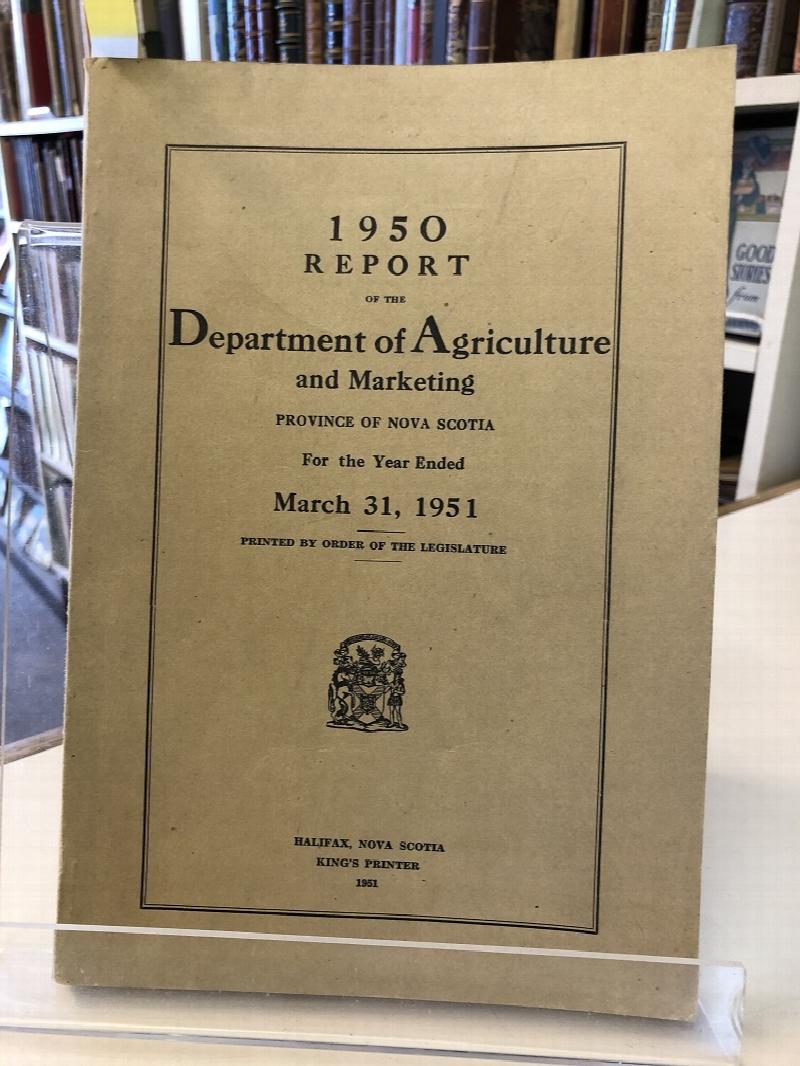 1950
REPORT
OF THE
Department of Agriculture
and Marketing
PROVINCE OF NOVA SCOTIA
For the Year Ended
March 31, 1951
PRINTED BY ORDER OF THE LEGISLATURE
HALIFAX, NOVA SCOTIA
KING'S PRINTER
1951
GOOD
STORIES
from